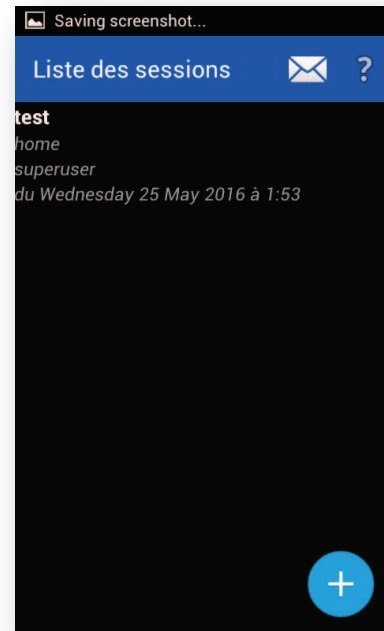 Saving screenshot...
Liste des sessions ?
test
home
superuser
du Wednesday 25 May 2016 à 1:53
+